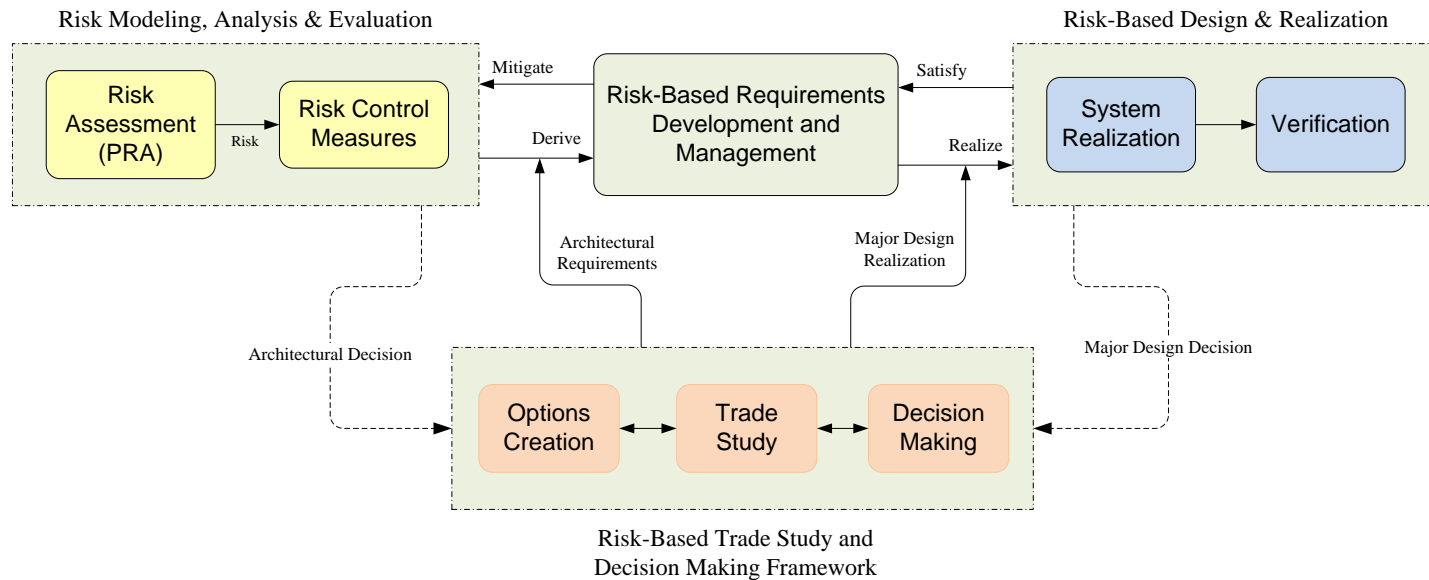 Risk Modeling, Analysis & Evaluation
Risk-Based Design & Realization
Risk
Assessment
(PRA)
Risk
Risk Control
Measures
Mitigate
Derive
Risk-Based Requirements
Development and
Management
Satisfy
Realize
System
Realization
Verification
Architectural
Requirements
Major Design
Realization
Architectural Decision
Major Design Decision
Options
Creation
Trade
Study
Decision
Making
Risk-Based Trade Study and
Decision Making Framework